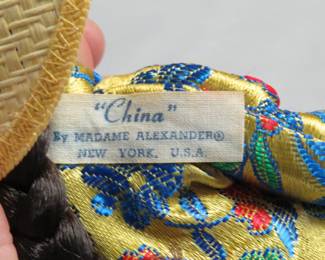 "China"
By MADAME ALEXANDER®
NEW YORK, U.S.A.